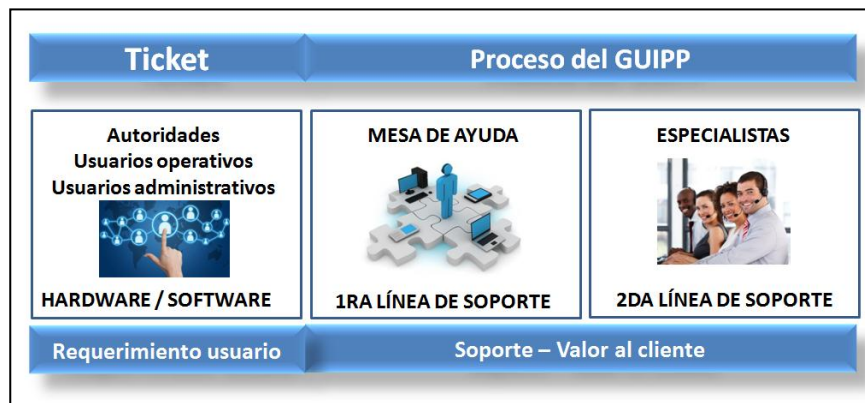 Ticket
Proceso del GUIPP
Autoridades
Usuarios operativos
Usuarios administrativos
HARDWARE / SOFTWARE
MESA DE AYUDA
1RA LÍNEA DE SOPORTE
ESPECIALISTAS
2DA LÍNEA DE SOPORTE
Requerimiento usuario
Soporte – Valor al cliente